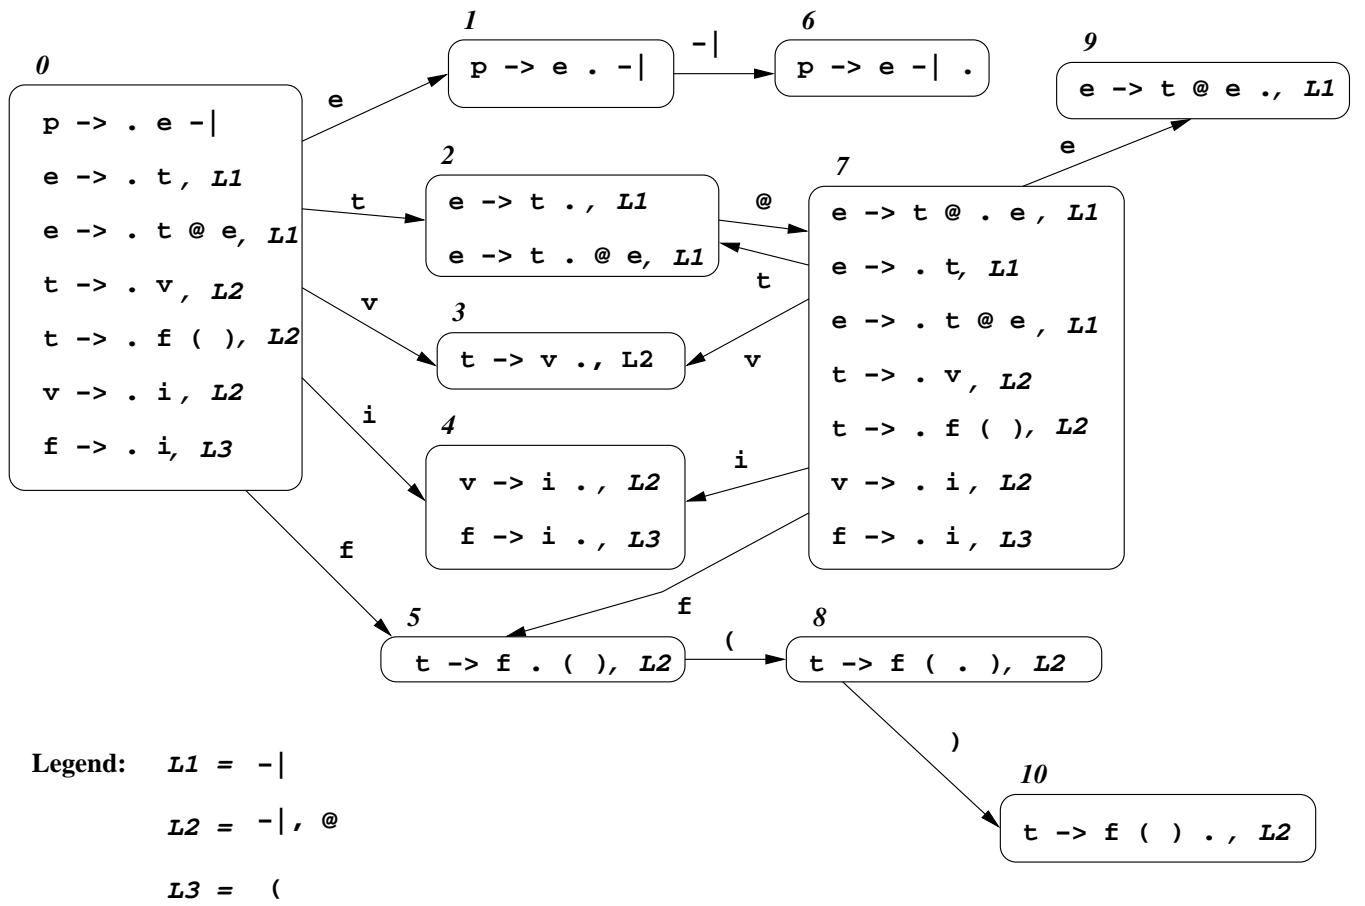 0
p -> . e -|
e -> . t, L1
e -> . t @ e, L1
t -> . v, L2
t -> . f ( ), L2
v -> . i, L2
f -> . i, L3
e
t
v
i
f
1
p -> e . -|
-|
6
p -> e -| .
2
e -> t ., L1
e -> t . @ e, L1
@
t
3
t -> v ., L2
v
4
v -> i ., L2
f -> i ., L3
i
f
5
t -> f . ( ), L2
(
7
e -> t @ . e, L1
e -> . t, L1
e -> . t @ e, L1
t -> . v, L2
t -> . f ( ), L2
v -> . i, L2
f -> . i, L3
e
9
e -> t @ e ., L1
8
t -> f ( . ), L2
)
10
t -> f ( ) ., L2
Legend: L1 = -|
L2 = -|, @
L3 = (